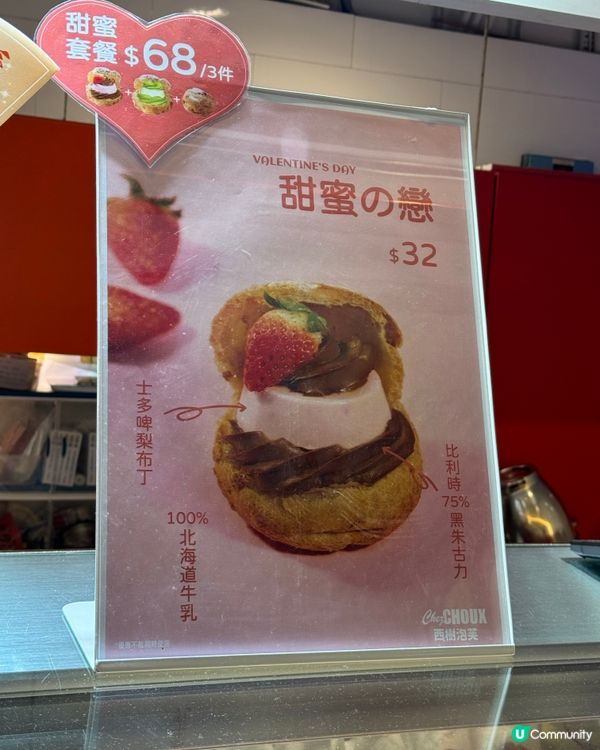 甜蜜
套餐 $68/3件
VALENTINE'S DAY
甜蜜の戀
$32
士多啤梨布丁
比利時75%黑朱古力
100%北海道牛乳
Chez CHOUX
西樹泡芙
U Community